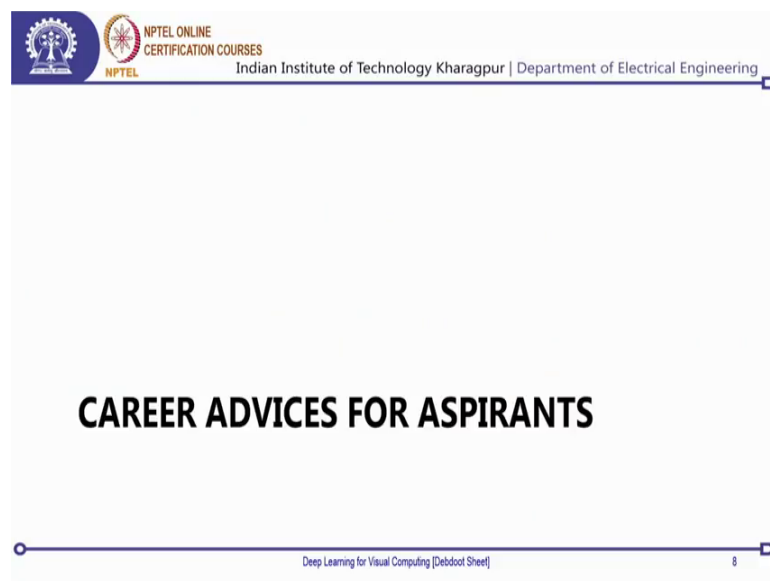 NPTEL ONLINE
CERTIFICATION COURSES
NPTEL
Indian Institute of Technology Kharagpur | Department of Electrical Engineering
CAREER ADVICES FOR ASPIRANTS
Deep Learning for Visual Computing [Debdoot Sheet]
8